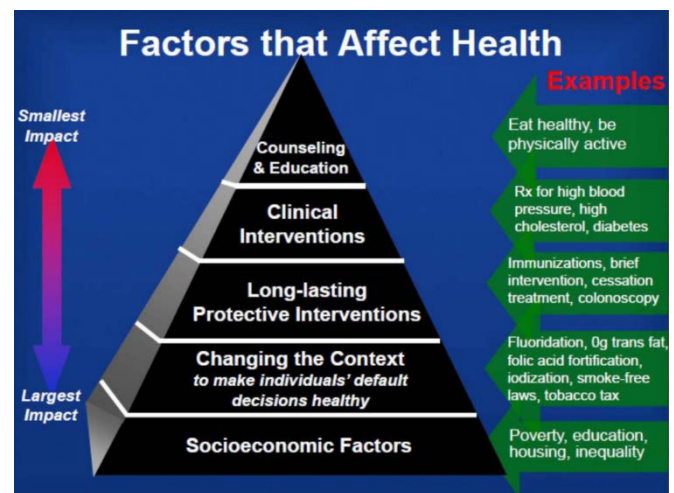 Factors that Affect Health
Examples
Smallest
Impact
Counseling
& Education
Eat healthy, be
physically active
Clinical
Interventions
Rx for high blood
pressure, high
cholesterol, diabetes
Long-lasting
Protective Interventions
Immunizations, brief
intervention, cessation
treatment, colonoscopy
Changing the Context
to make individuals' default
decisions healthy
Fluoridation, 0g trans fat,
folic acid fortification,
iodization, smoke-free
laws, tobacco tax
Largest
Impact
Socioeconomic Factors
Poverty, education,
housing, inequality